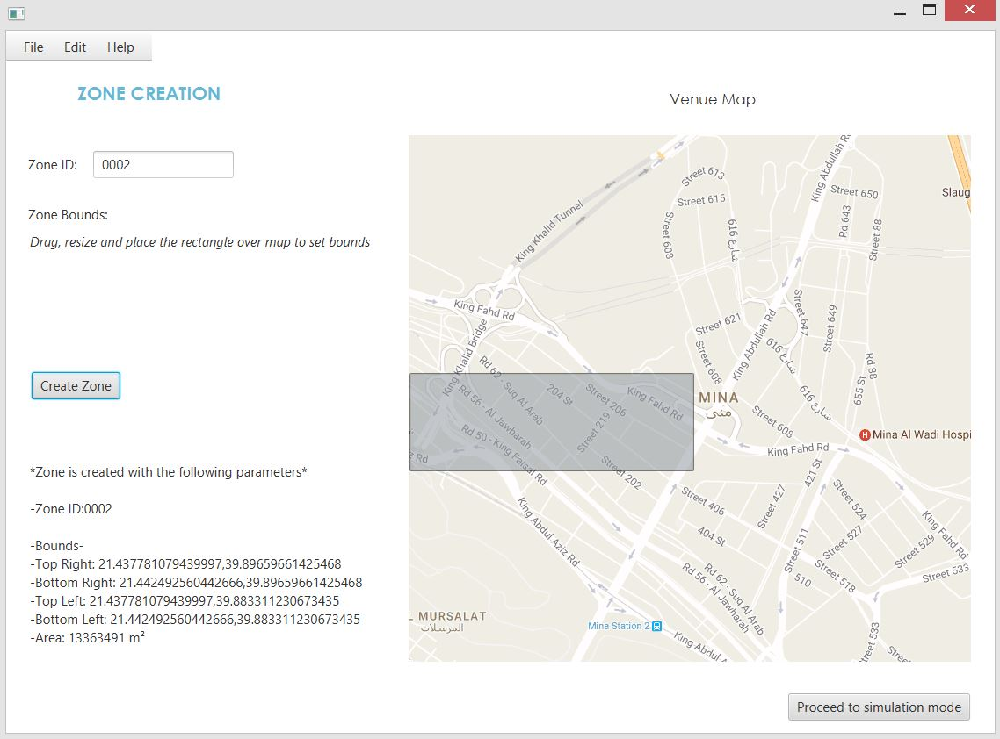 File Edit Help
ZONE CREATION
Venue Map
Zone ID: 0002
Zone Bounds:
Drag, resize and place the rectangle over map to set bounds
Create Zone
*Zone is created with the following parameters*
-Zone ID:0002
-Bounds-
-Top Right: 21.437781079439997,39.89659661425468
-Bottom Right: 21.442492560442666,39.89659661425468
-Top Left: 21.437781079439997,39.883311230673435
-Bottom Left: 21.442492560442666,39.883311230673435
-Area: 13363491 m²
King Khalid Tunnel
Street 613
Street 615
Street 608
شارع 616
King Abdullah Rd
Street 650
Rd 643
Street 88
Slaug
King Fahd Rd
King Khalid Bridge
Street 621
Street 608
King Abdullah Rd
Street 647
Street 649
شارع 616
Rd 88
655 St
شارع 616
Rd 62 - Suq Al Arab
204 St
Street 206
King Fahd Rd
Rd 56 - Al Jawharah
Street 219
Rd 50 - King Faisal Rd
Street 202
z Rd
MINA
منى
Street 608
Mina Al Wadi Hospi
King Fahd Rd
421 St
King Abdul Aziz Rd
Street 406
Street 427
404 St
Street 524
Street 527
Street 511
King Fahd Rd
Street 529
Street 518
510
Street 533
Rd 62 - Suq Al Arab
Rd 56 - Al Jawharah
L MURSALAT
المرسلات
Mina Station 2
King Abdul A
Street 533
Stree
Proceed to simulation mode